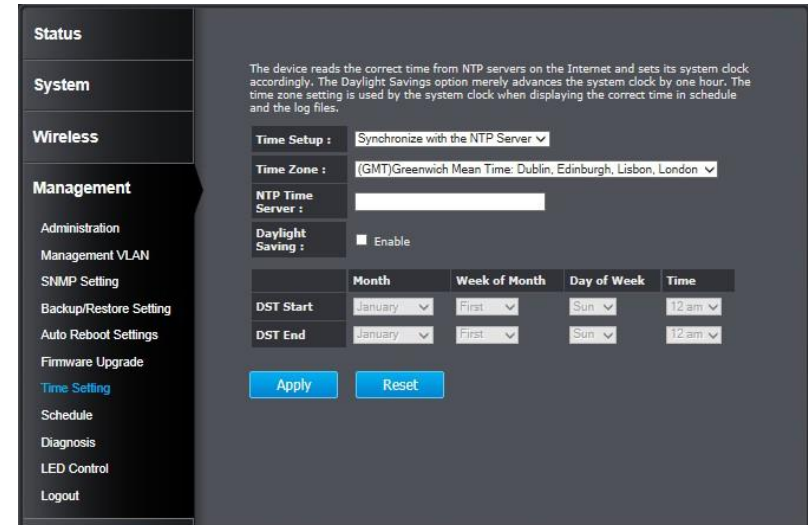 Status
System
Wireless
Management
Administration
Management VLAN
SNMP Setting
Backup/Restore Setting
Auto Reboot Settings
Firmware Upgrade
Time Setting
Schedule
Diagnosis
LED Control
Logout
The device reads the correct time from NTP servers on the Internet and sets its system clock
accordingly. The Daylight Savings option merely advances the system clock by one hour. The
time zone setting is used by the system clock when displaying the correct time in schedule
and the log files.
Time Setup : Synchronize with the NTP Server
Time Zone : (GMT)Greenwich Mean Time: Dublin, Edinburgh, Lisbon, London
NTP Time
Server :
Daylight
Saving : Enable
Month Week of Month Day of Week Time
DST Start January First Sun 12 am
DST End January First Sun 12 am
Apply Reset